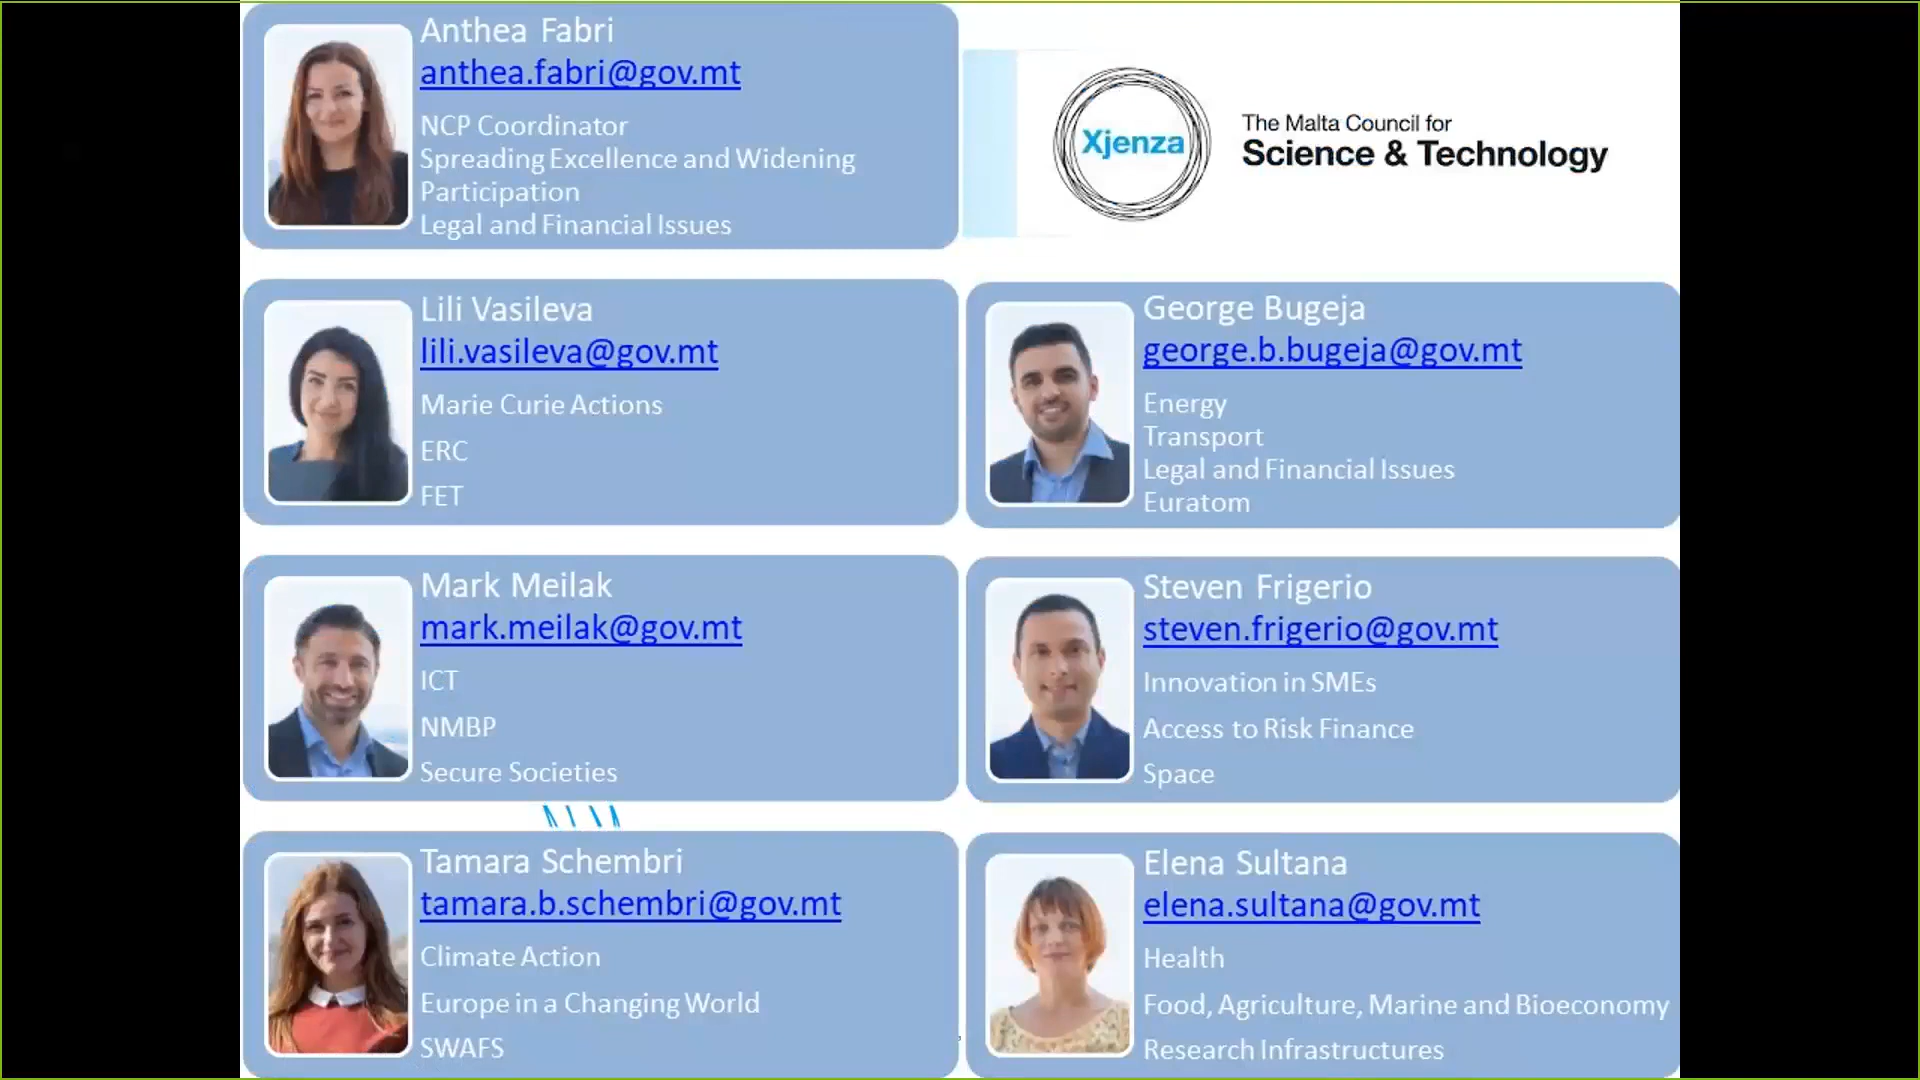 Anthea Fabri
anthea.fabri@gov.mt
NCP Coordinator
Spreading Excellence and Widening
Participation
Legal and Financial Issues
Xjenza
The Malta Council for
Science & Technology
Lili Vasileva
lili.vasileva@gov.mt
Marie Curie Actions
ERC
FET
George Bugeja
george.b.bugeja@gov.mt
Energy
Transport
Legal and Financial Issues
Euratom
Mark Meilak
mark.meilak@gov.mt
ICT
NMBP
Secure Societies
Steven Frigerio
steven.frigerio@gov.mt
Innovation in SMEs
Access to Risk Finance
Space
Tamara Schembri
tamara.b.schembri@gov.mt
Climate Action
Europe in a Changing World
SWAFS
Elena Sultana
elena.sultana@gov.mt
Health
Food, Agriculture, Marine and Bioeconomy
Research Infrastructures